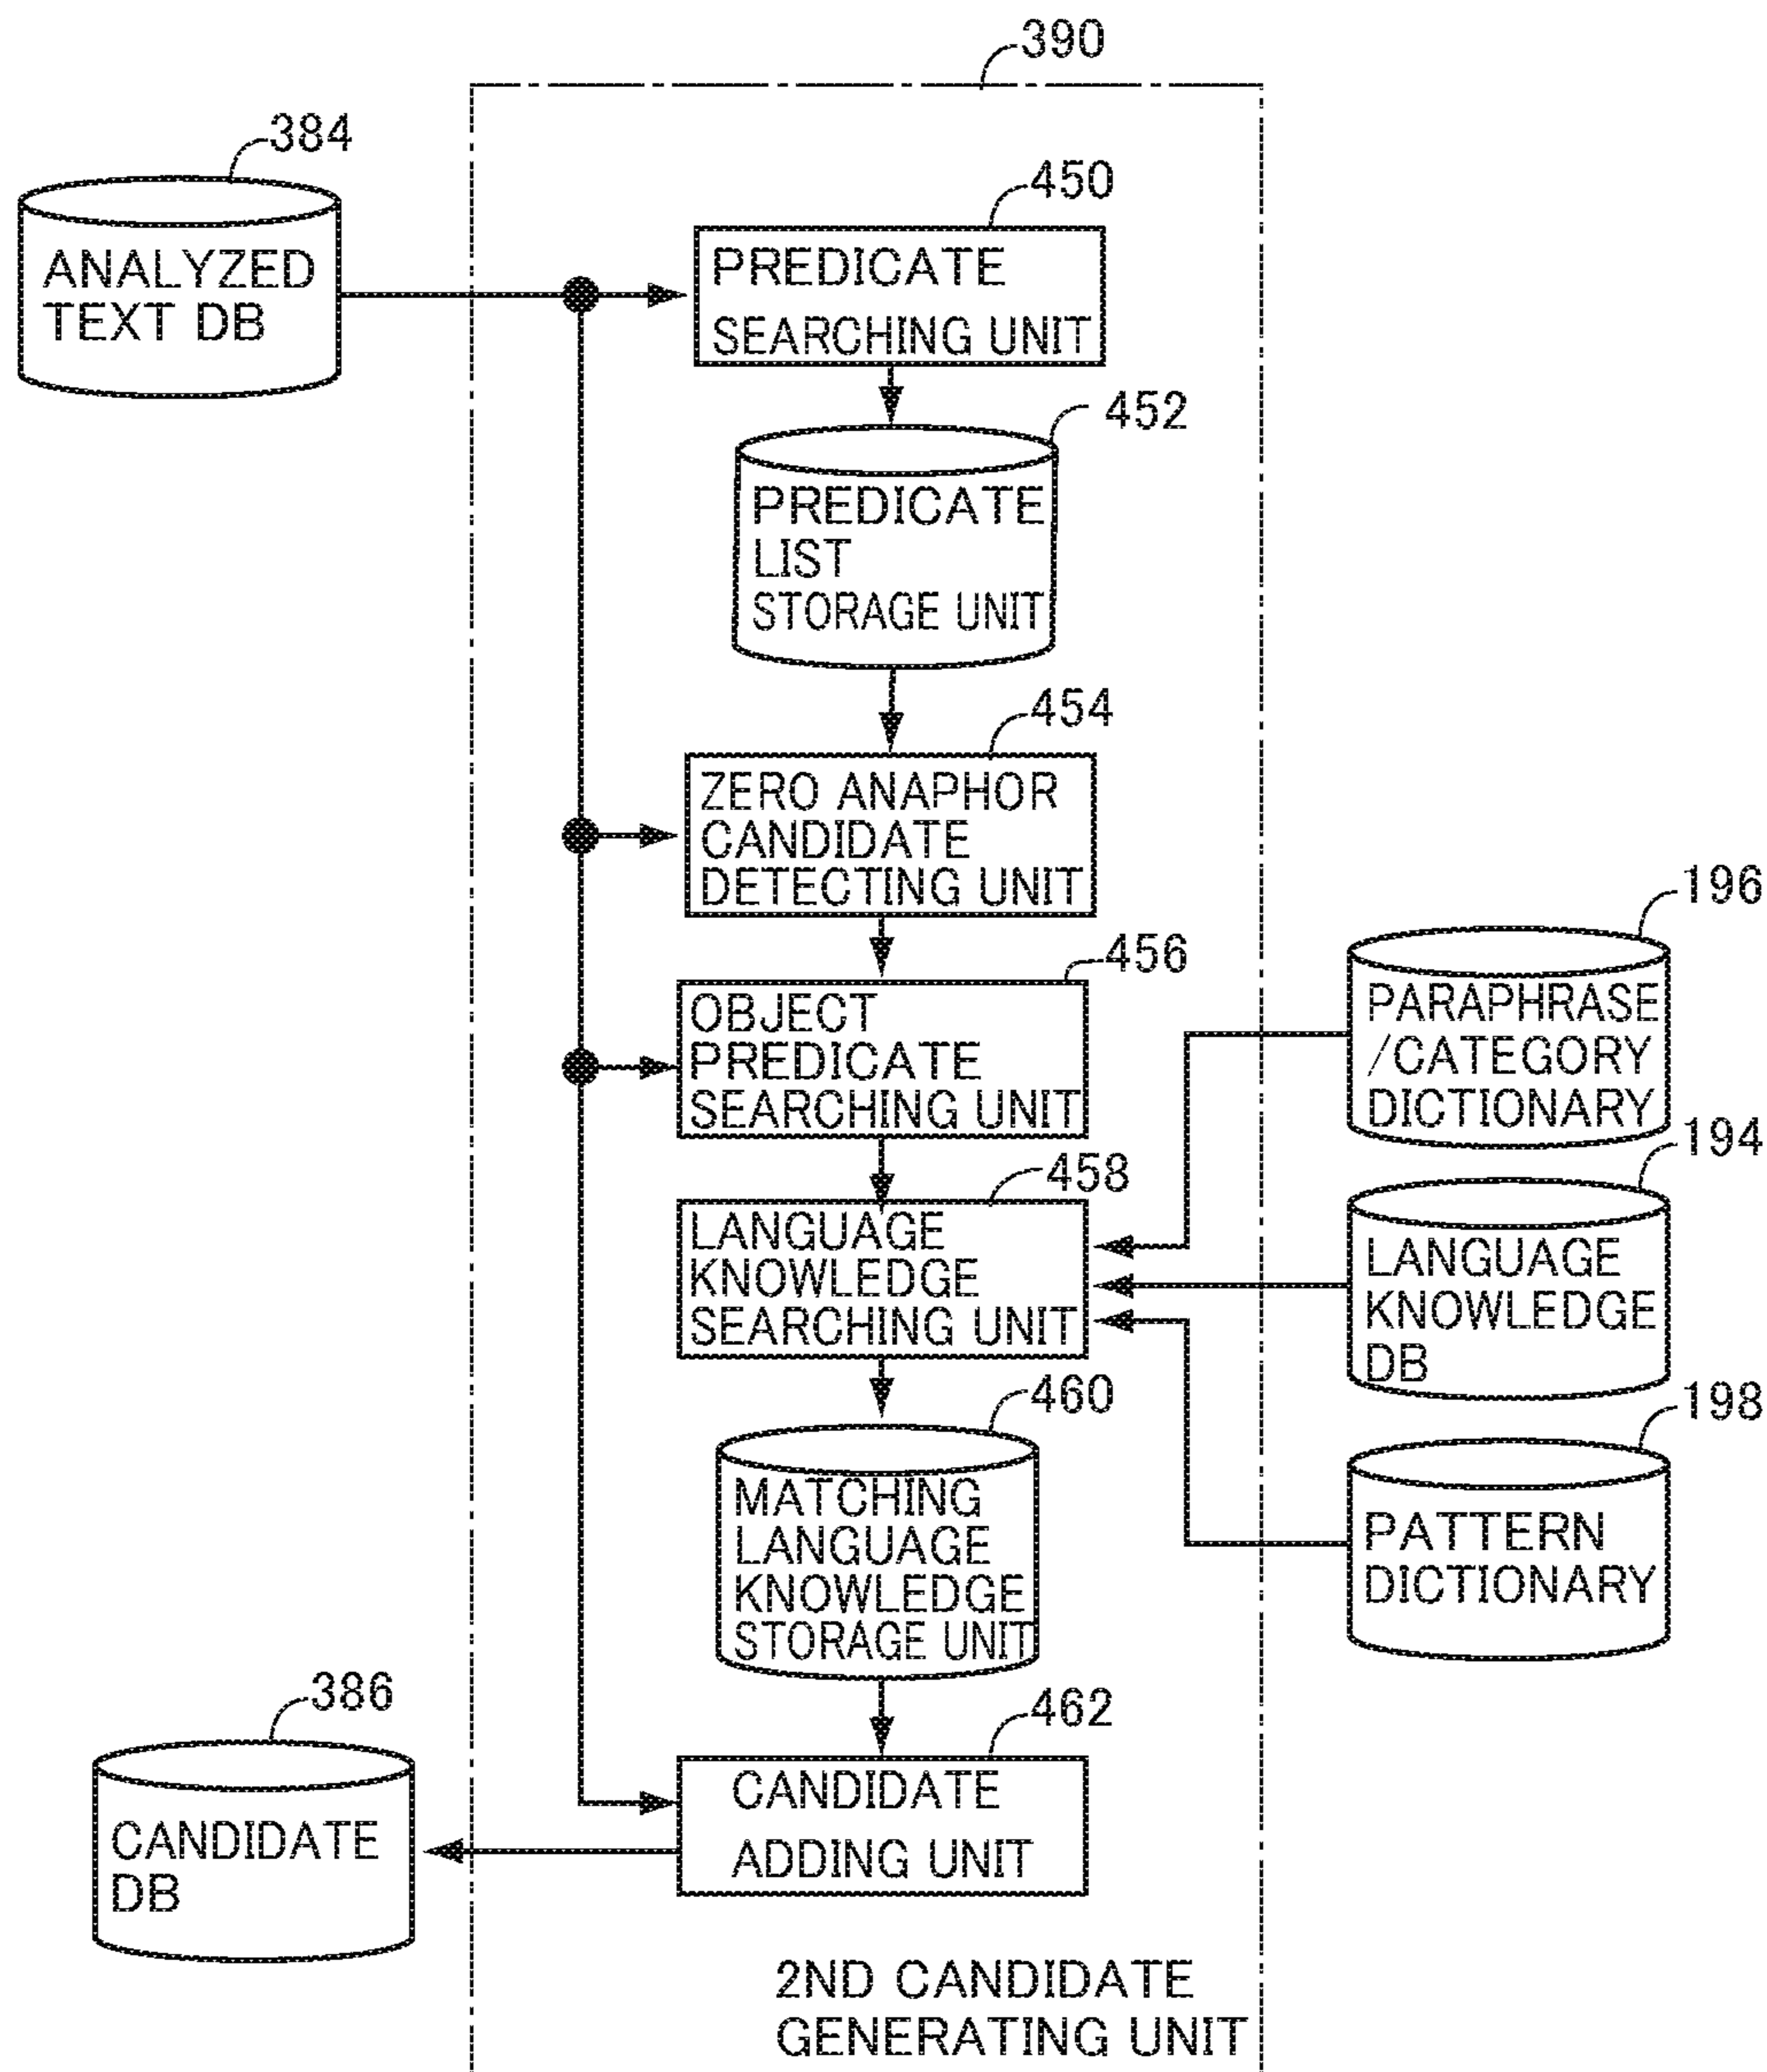 390
384
ANALYZED
TEXT DB
450
PREDICATE
SEARCHING UNIT
452
PREDICATE
LIST
STORAGE UNIT
454
ZERO ANAPHOR
CANDIDATE
DETECTING UNIT
456
OBJECT
PREDICATE
SEARCHING UNIT
196
PARAPHRASE
/CATEGORY
DICTIONARY
458
LANGUAGE
KNOWLEDGE
SEARCHING UNIT
194
LANGUAGE
KNOWLEDGE
DB
460
MATCHING
LANGUAGE
KNOWLEDGE
STORAGE UNIT
198
PATTERN
DICTIONARY
386
CANDIDATE
DB
462
CANDIDATE
ADDING UNIT
2ND CANDIDATE
GENERATING UNIT